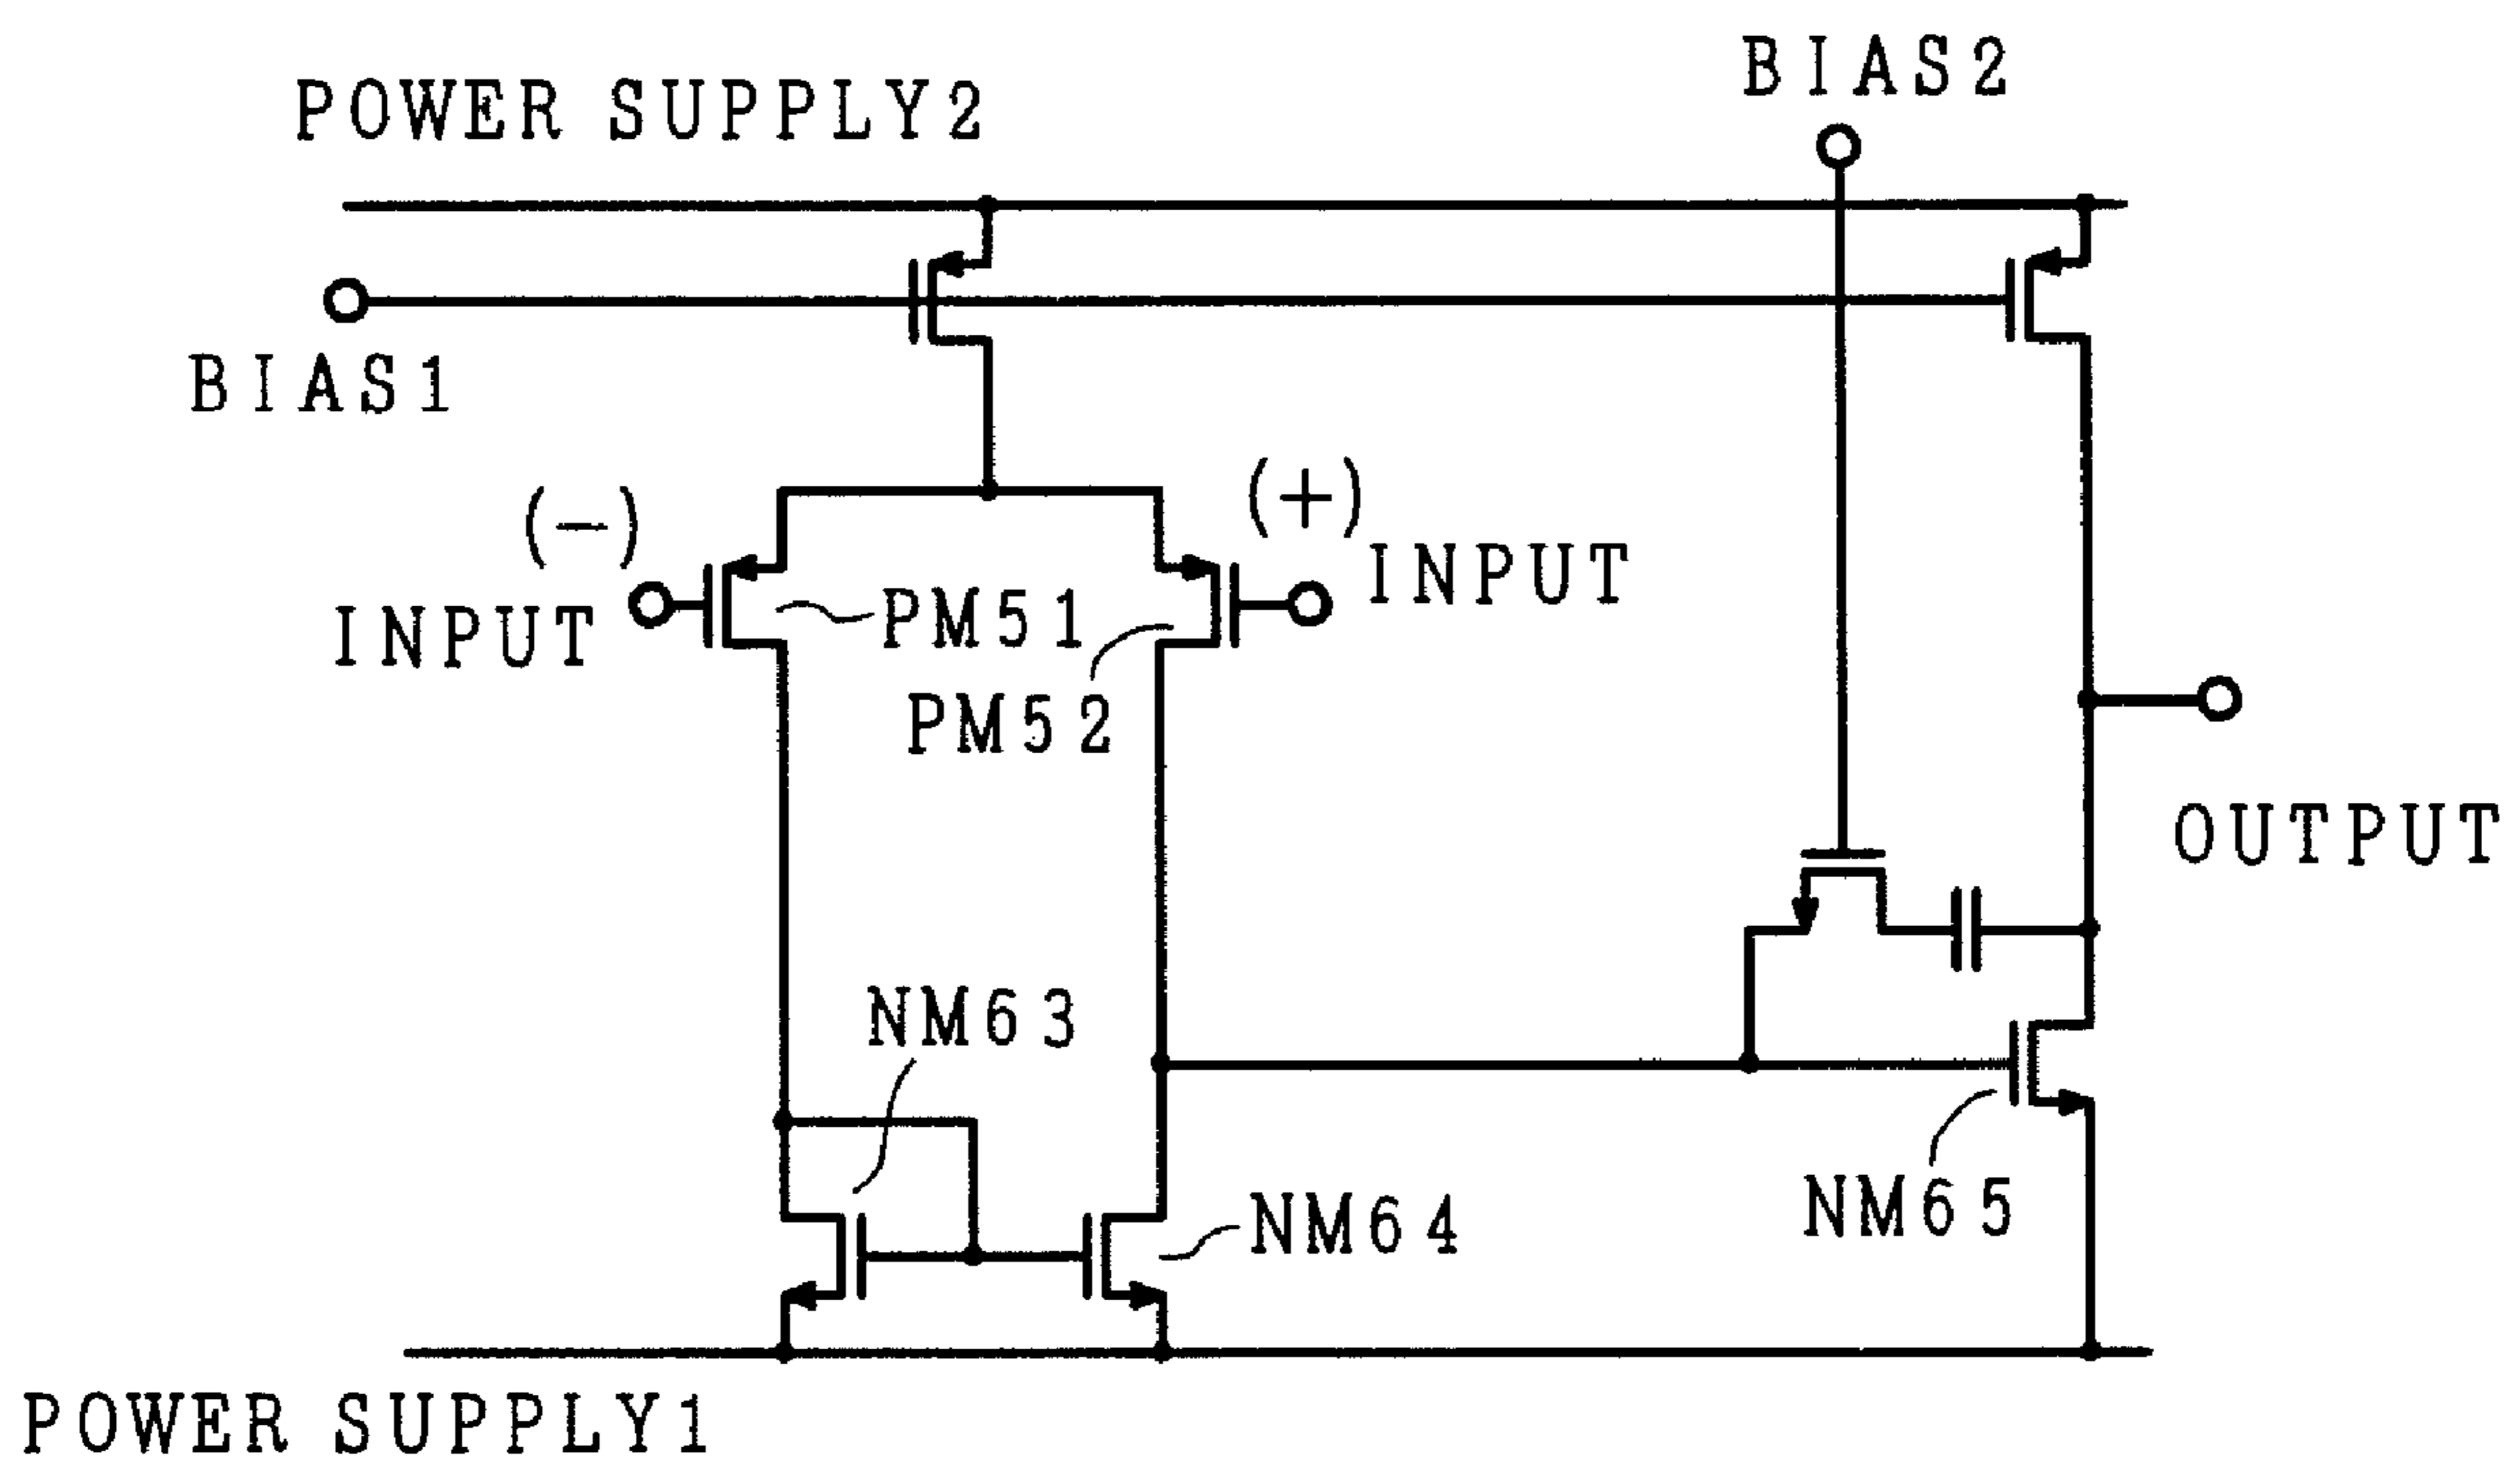 BIAS2
POWER SUPPLY2
BIAS1
(−)
INPUT
(+)
INPUT
PM51
PM52
OUTPUT
NM63
NM64
NM65
POWER SUPPLY1